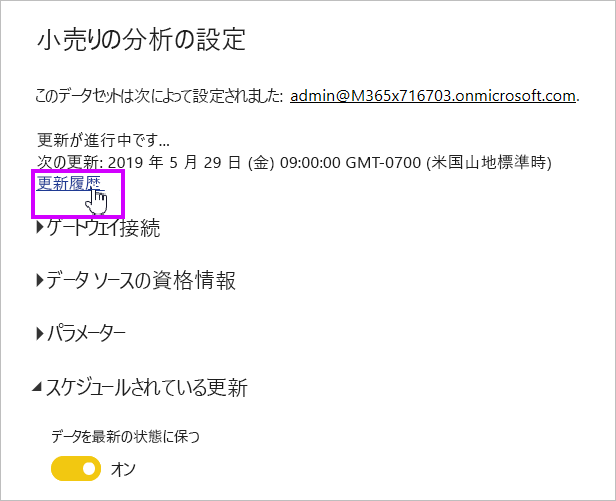 小売りの分析の設定
このデータセットは次によって設定されました: admin@M365x716703.onmicrosoft.com.
更新が進行中です...
次の更新: 2019 年 5 月 29 日 (金) 09:00:00 GMT-0700 (米国山地標準時)
更新履歴
ゲートウェイ接続
データ ソースの資格情報
パラメーター
スケジュールされている更新
データを最新の状態に保つ
オン